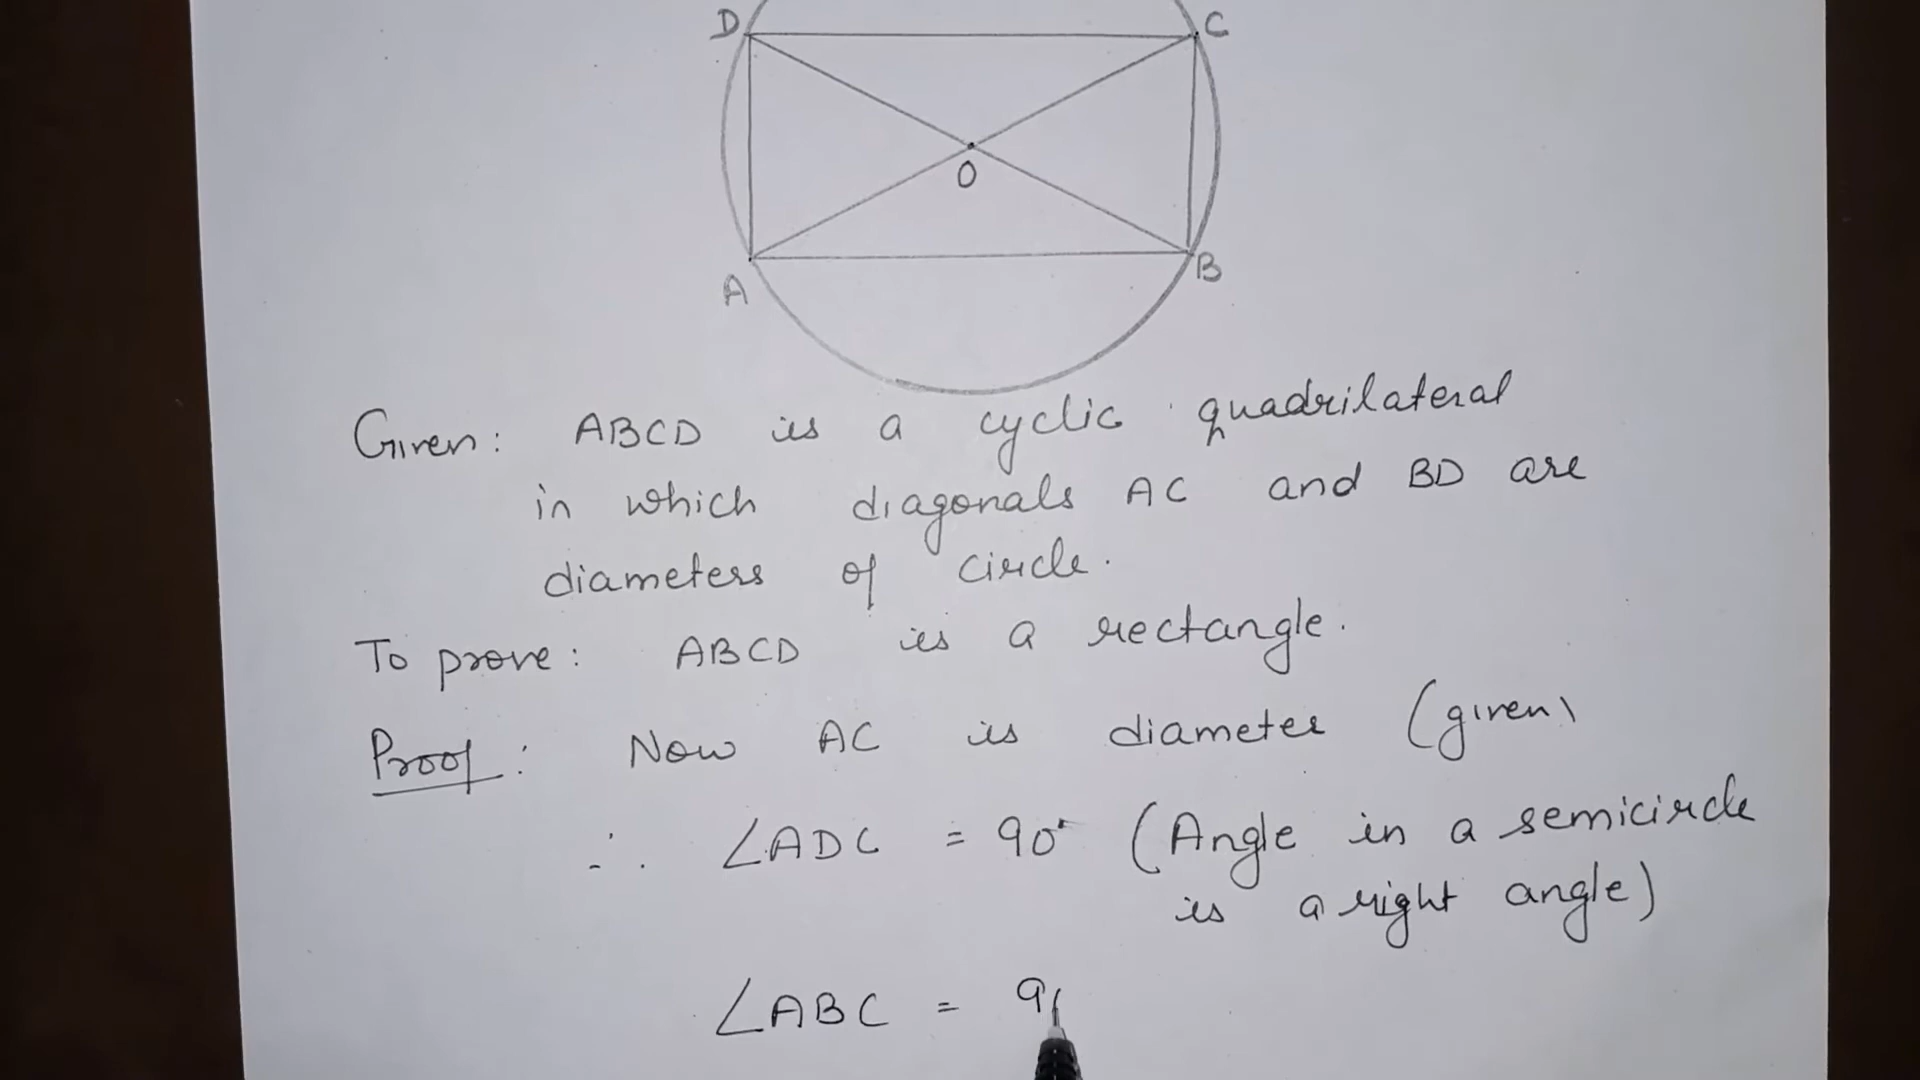 D C
O
A B
Given: ABCD is a cyclic quadrilateral
in which diagonals AC and BD are
diameters of circle.
To prove: ABCD is a rectangle.
Proof: Now AC is diameter (given)
∴ ∠ADC = 90° (Angle in a semicircle
is a right angle)
∠ABC = 9